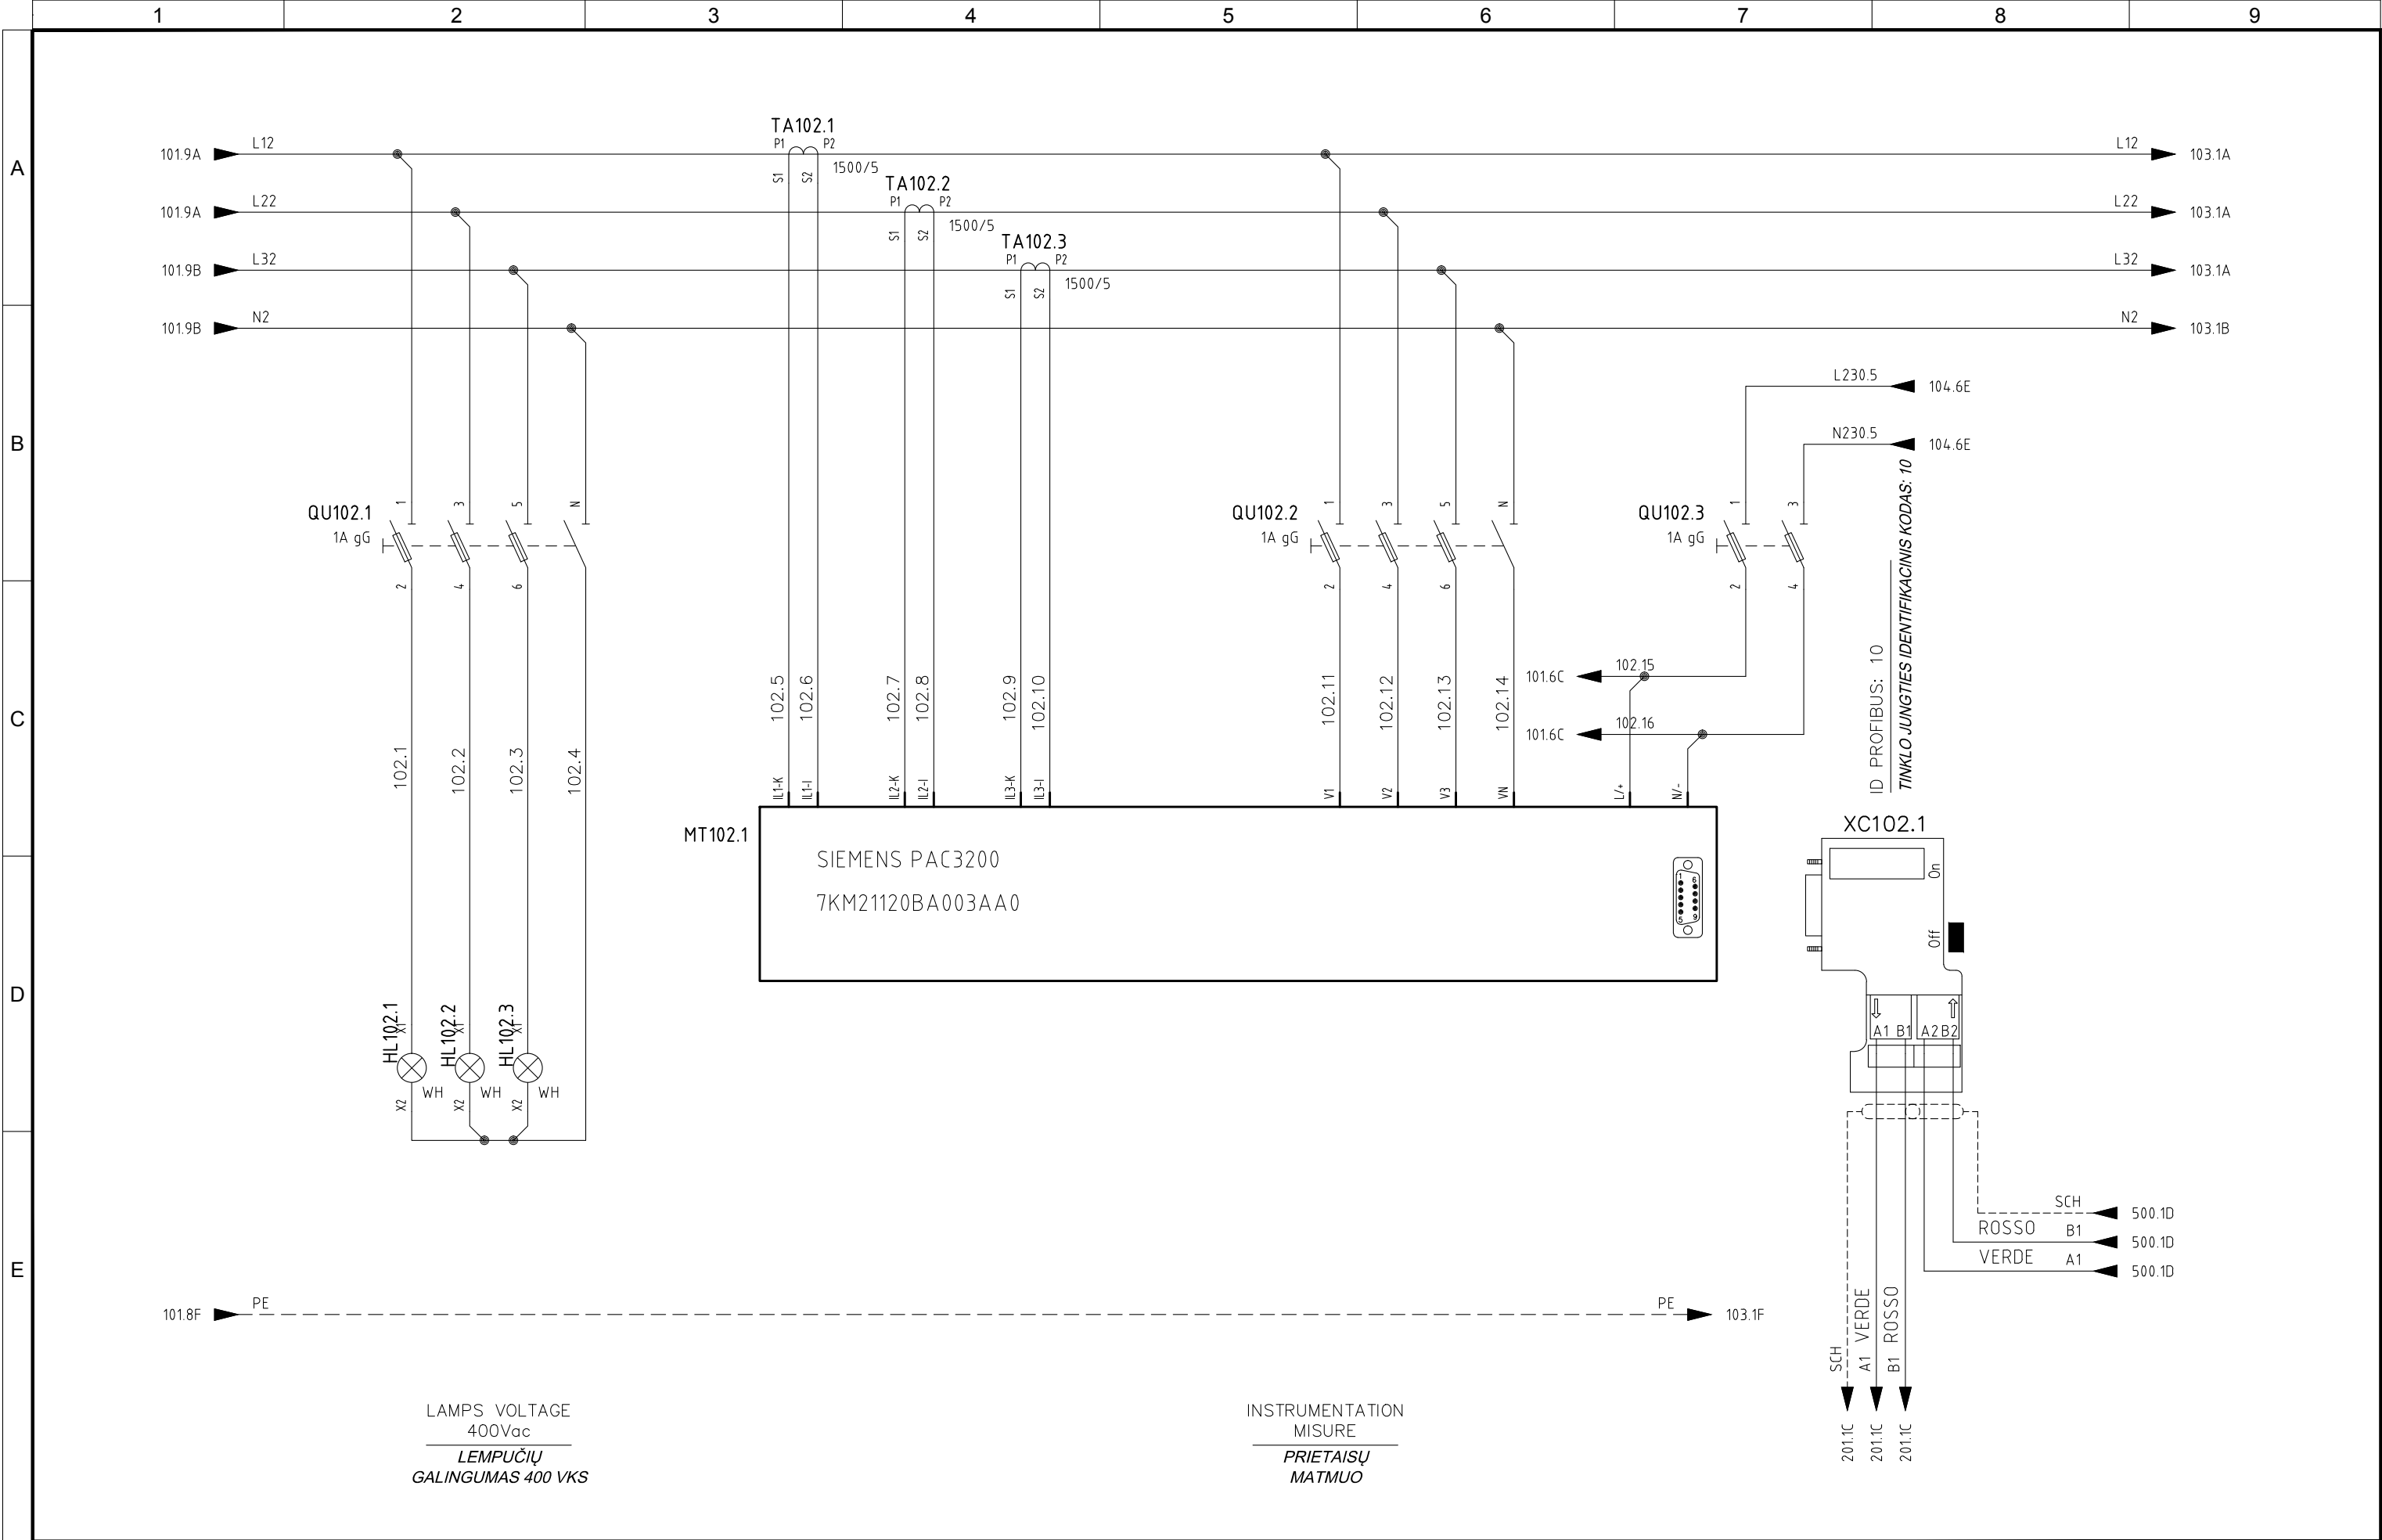 1 2 3 4 5 6 7 8 9
A
B
C
D
E
TA102.1
P1 P2
101.9A L12
S1 S2 1500/5
L12 103.1A
TA102.2
P1 P2
101.9A L22
S1 S2 1500/5
L22 103.1A
TA102.3
P1 P2
101.9B L32
S1 S2 1500/5
L32 103.1A
101.9B N2
N2 103.1B
L230.5 104.6E
N230.5 104.6E
QU102.1
1A gG
1 3 5 N
2 4 6
QU102.2
1A gG
1 3 5 N
2 4 6
QU102.3
1A gG
1 3
2 4
102.1
102.2
102.3
102.4
102.5
102.6
102.7
102.8
102.9
102.10
102.11
102.12
102.13
102.14
101.6C 102.15
101.6C 102.16
IL1-K
IL1-I
IL2-K
IL2-I
IL3-K
IL3-I
V1
V2
V3
VN
L/+
N/-
MT102.1
SIEMENS PAC3200
7KM21120BA003AA0
1 6
5 9
ID PROFIBUS: 10
TINKLO JUNGTIES IDENTIFIKACINIS KODAS: 10
XC102.1
On
Off
A1 B1 A2 B2
HL102.1
X1
WH
X2
HL102.2
X1
WH
X2
HL102.3
X1
WH
X2
SCH 500.1D
ROSSO B1 500.1D
VERDE A1 500.1D
SCH
A1 VERDE
B1 ROSSO
201.1C
201.1C
201.1C
101.8F PE
PE 103.1F
LAMPS VOLTAGE
400Vac
LEMPUČIŲ
GALINGUMAS 400 VKS
INSTRUMENTATION
MISURE
PRIETAISŲ
MATMUO